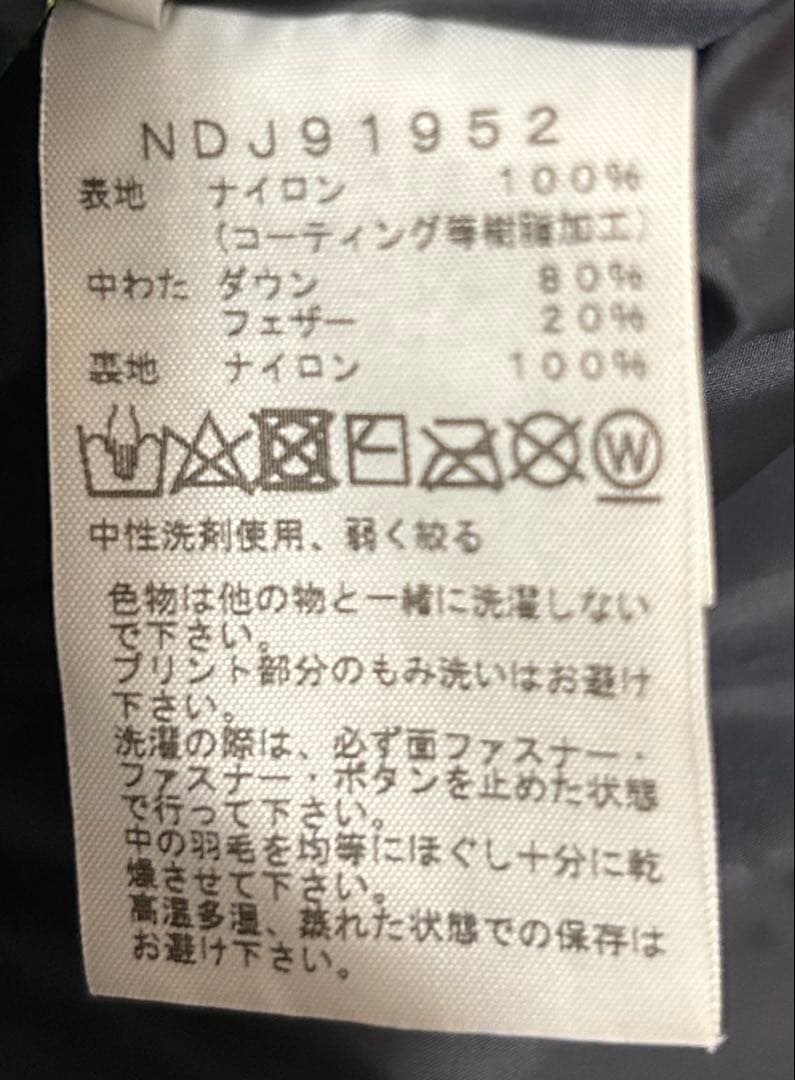 NDJ91952
表地 ナイロン 100%
(コーティング等樹脂加工)
中わた ダウン 80%
フェザー 20%
裏地 ナイロン 100%
W
中性洗剤使用、弱く絞る
色物は他の物と一緒に洗濯しない
で下さい。
プリント部分のもみ洗いはお避け
下さい。
洗濯の際は、必ず面ファスナー・
ファスナー・ボタンを止めた状態
で行って下さい。
中の羽毛を均等にほぐし十分に乾
燥させて下さい。
高温多湿、蒸れた状態での保存は
お避け下さい。